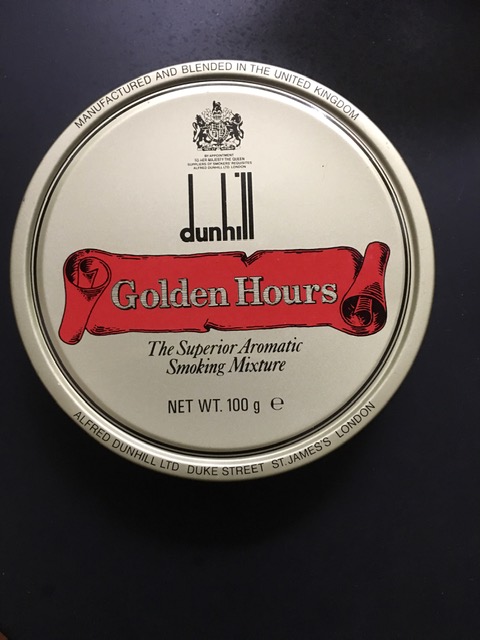 MANUFACTURED AND BLENDED IN THE UNITED KINGDOM
BY APPOINTMENT
TO HER MAJESTY THE QUEEN
SUPPLIERS OF SMOKERS' REQUISITES
ALFRED DUNHILL LTD. LONDON
dunhill
Golden Hours
The Superior Aromatic
Smoking Mixture
NET WT. 100 g ℮
ALFRED DUNHILL LTD DUKE STREET ST.JAMES'S LONDON